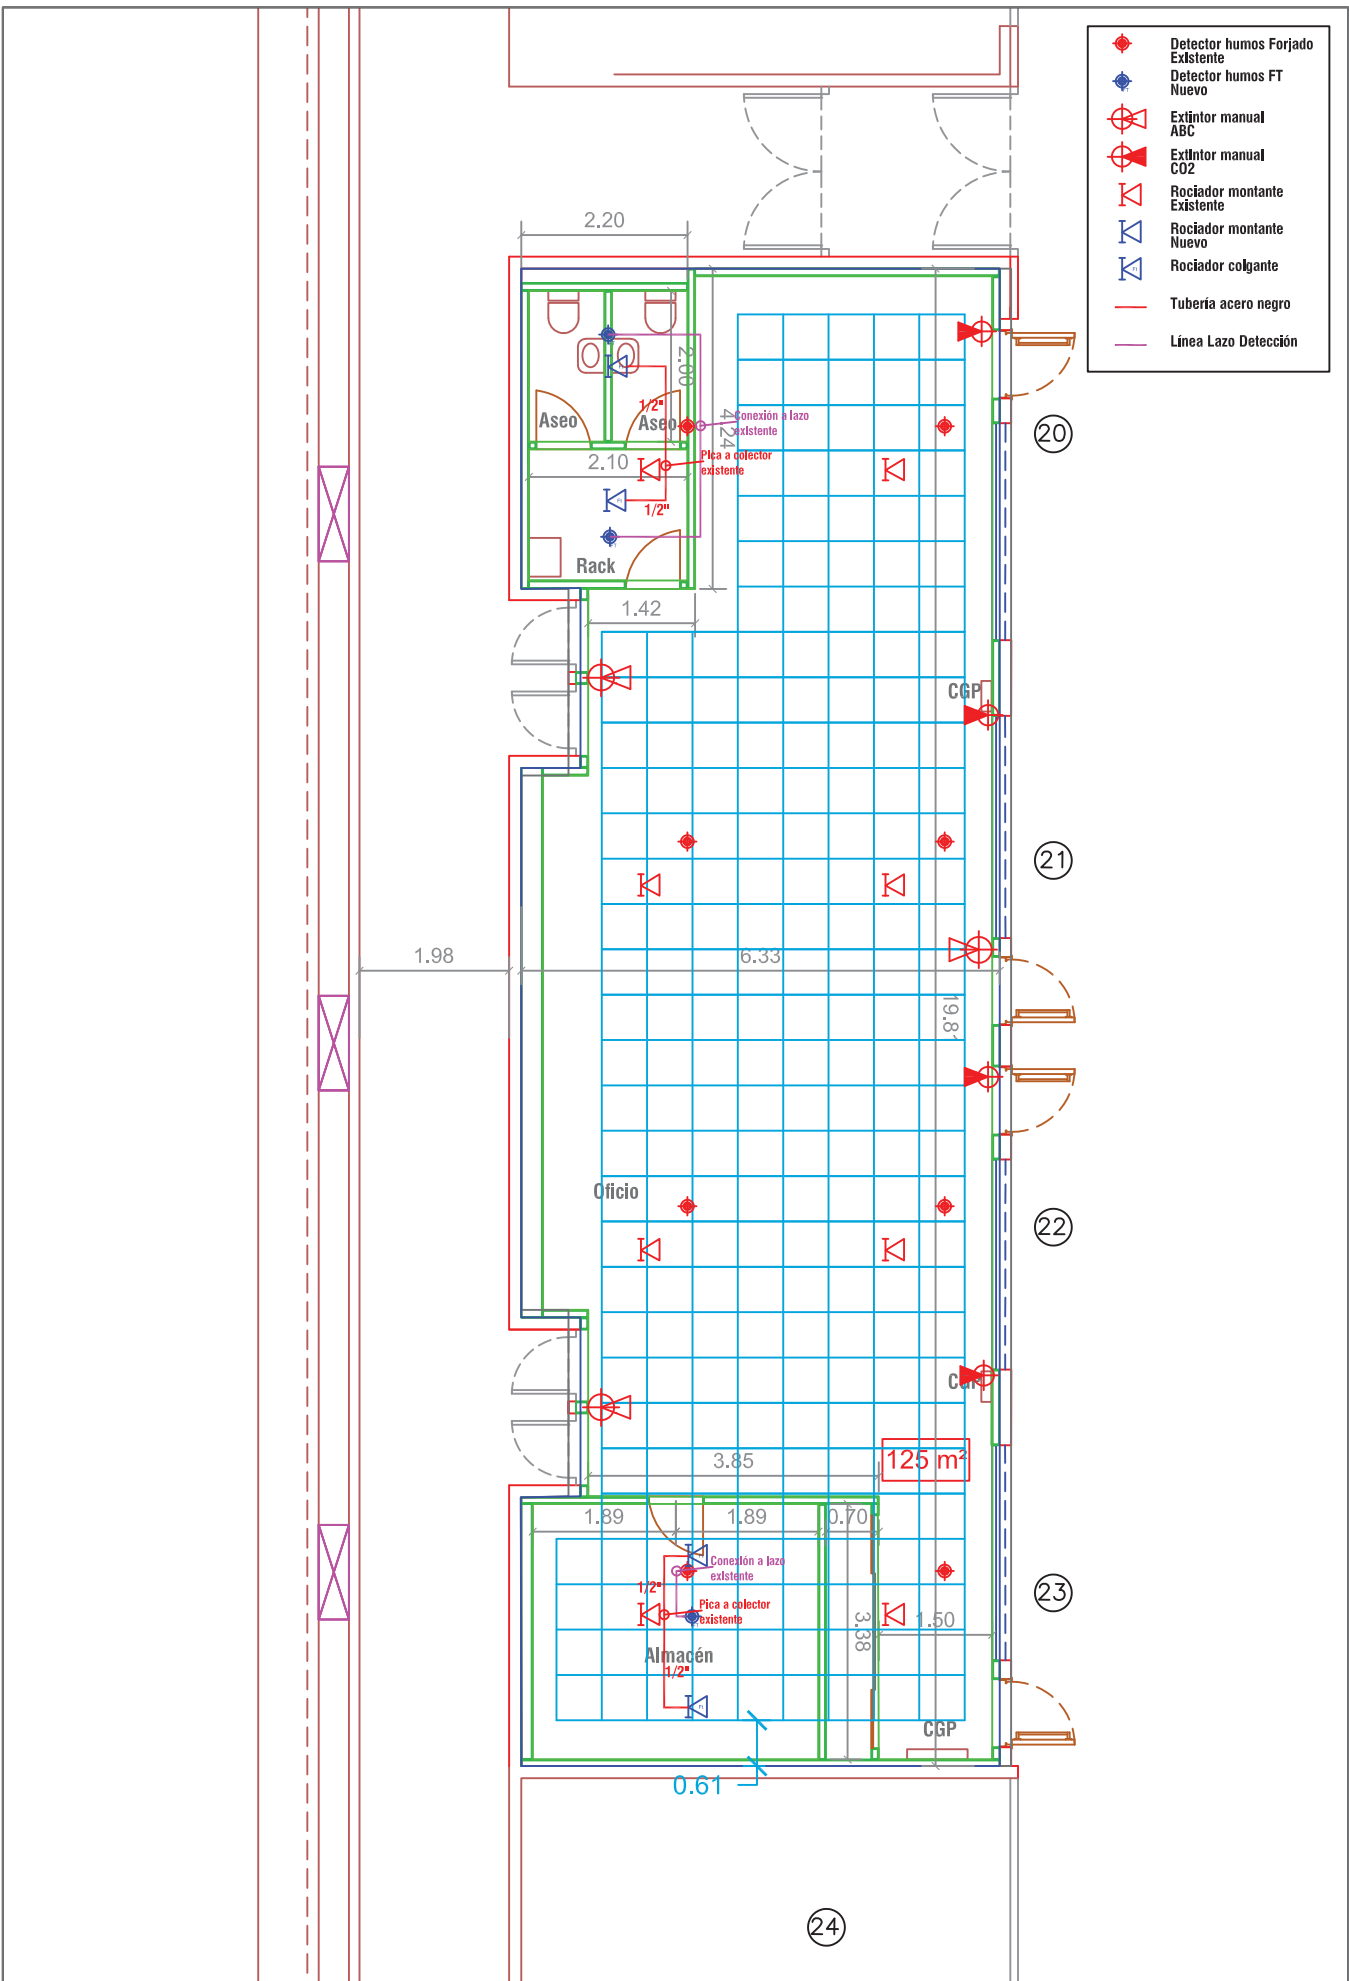 Detector humos Forjado
Existente
Detector humos FT
Nuevo
Extintor manual
ABC
Extintor manual
CO2
Rociador montante
Existente
Rociador montante
Nuevo
Rociador colgante
Tubería acero negro
Línea Lazo Detección
2.20
2.00
4.24
1/2"
Aseo
Aseo
Conexión a lazo
existente
20
2.10
Pica a colector
existente
1/2"
Rack
1.42
CGP
21
1.98
6.33
19.81
Oficio
22
CGP
125 m²
3.85
1.89
1.89
0.70
Conexión a lazo
existente
1/2"
Pica a colector
existente
23
3.38
1.50
Almacén
1/2"
CGP
0.61
24